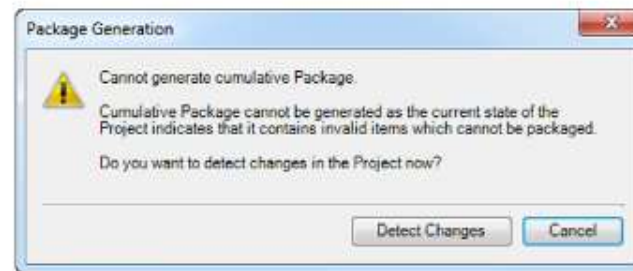 Package Generation
Cannot generate cumulative Package.
Cumulative Package cannot be generated as the current state of the
Project indicates that it contains invalid items which cannot be packaged.
Do you want to detect changes in the Project now?
Detect Changes
Cancel